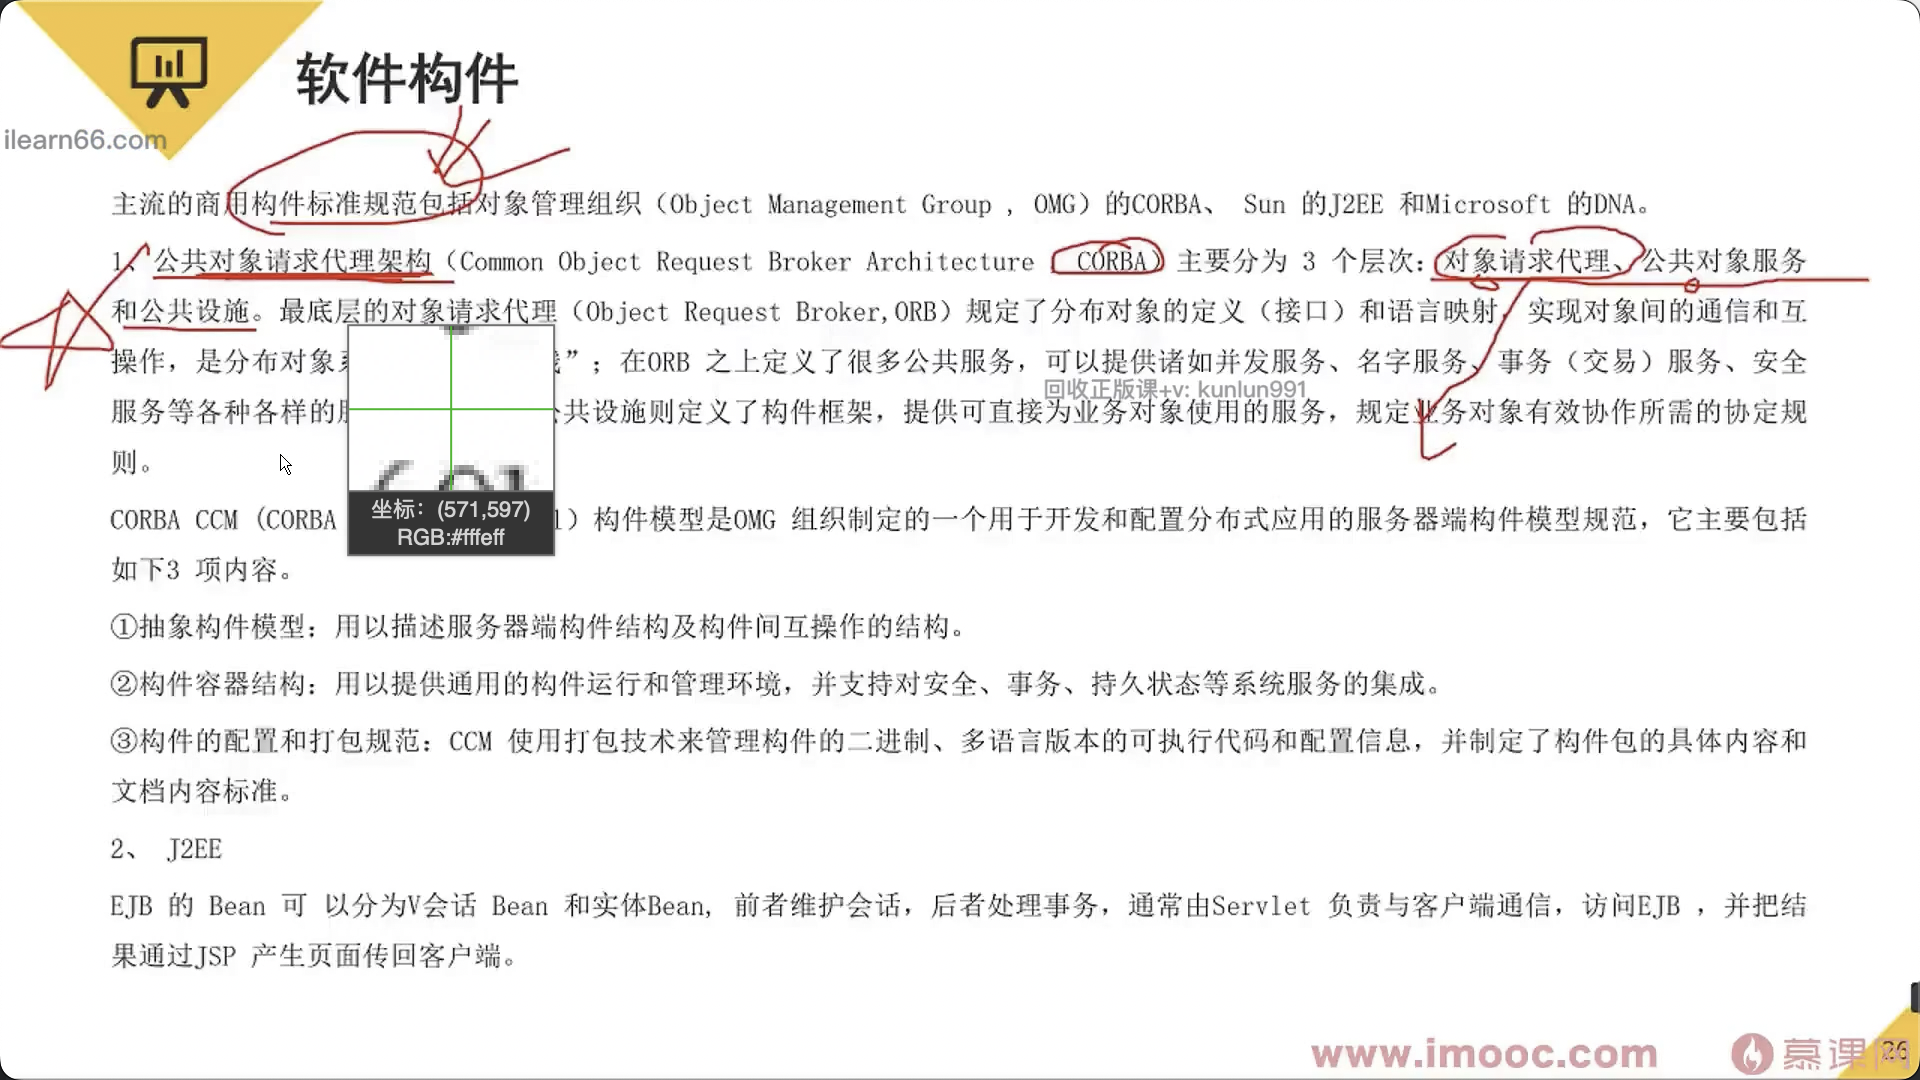 软件构件
ilearn66.com
主流的商用构件标准规范包括对象管理组织（Object Management Group , OMG）的CORBA、 Sun 的J2EE 和Microsoft 的DNA。
1、公共对象请求代理架构（Common Object Request Broker Architecture CORBA）主要分为 3 个层次：对象请求代理、公共对象服务
和公共设施。最底层的对象请求代理（Object Request Broker,ORB）规定了分布对象的定义（接口）和语言映射，实现对象间的通信和互
操作，是分布对象 ”；在ORB 之上定义了很多公共服务，可以提供诸如并发服务、名字服务、事务（交易）服务、安全
回收正版课+v: kunlun991
服务等各种各样的 共设施则定义了构件框架，提供可直接为业务对象使用的服务，规定业务对象有效协作所需的协定规
则。
坐标：(571,597)
RGB:#fffeff
CORBA CCM (CORBA ）构件模型是OMG 组织制定的一个用于开发和配置分布式应用的服务器端构件模型规范，它主要包括
如下3 项内容。
①抽象构件模型：用以描述服务器端构件结构及构件间互操作的结构。
②构件容器结构：用以提供通用的构件运行和管理环境，并支持对安全、事务、持久状态等系统服务的集成。
③构件的配置和打包规范：CCM 使用打包技术来管理构件的二进制、多语言版本的可执行代码和配置信息，并制定了构件包的具体内容和
文档内容标准。
2、 J2EE
EJB 的 Bean 可 以分为V会话 Bean 和实体Bean, 前者维护会话，后者处理事务，通常由Servlet 负责与客户端通信，访问EJB ，并把结
果通过JSP 产生页面传回客户端。
www.imooc.com
慕课网
26